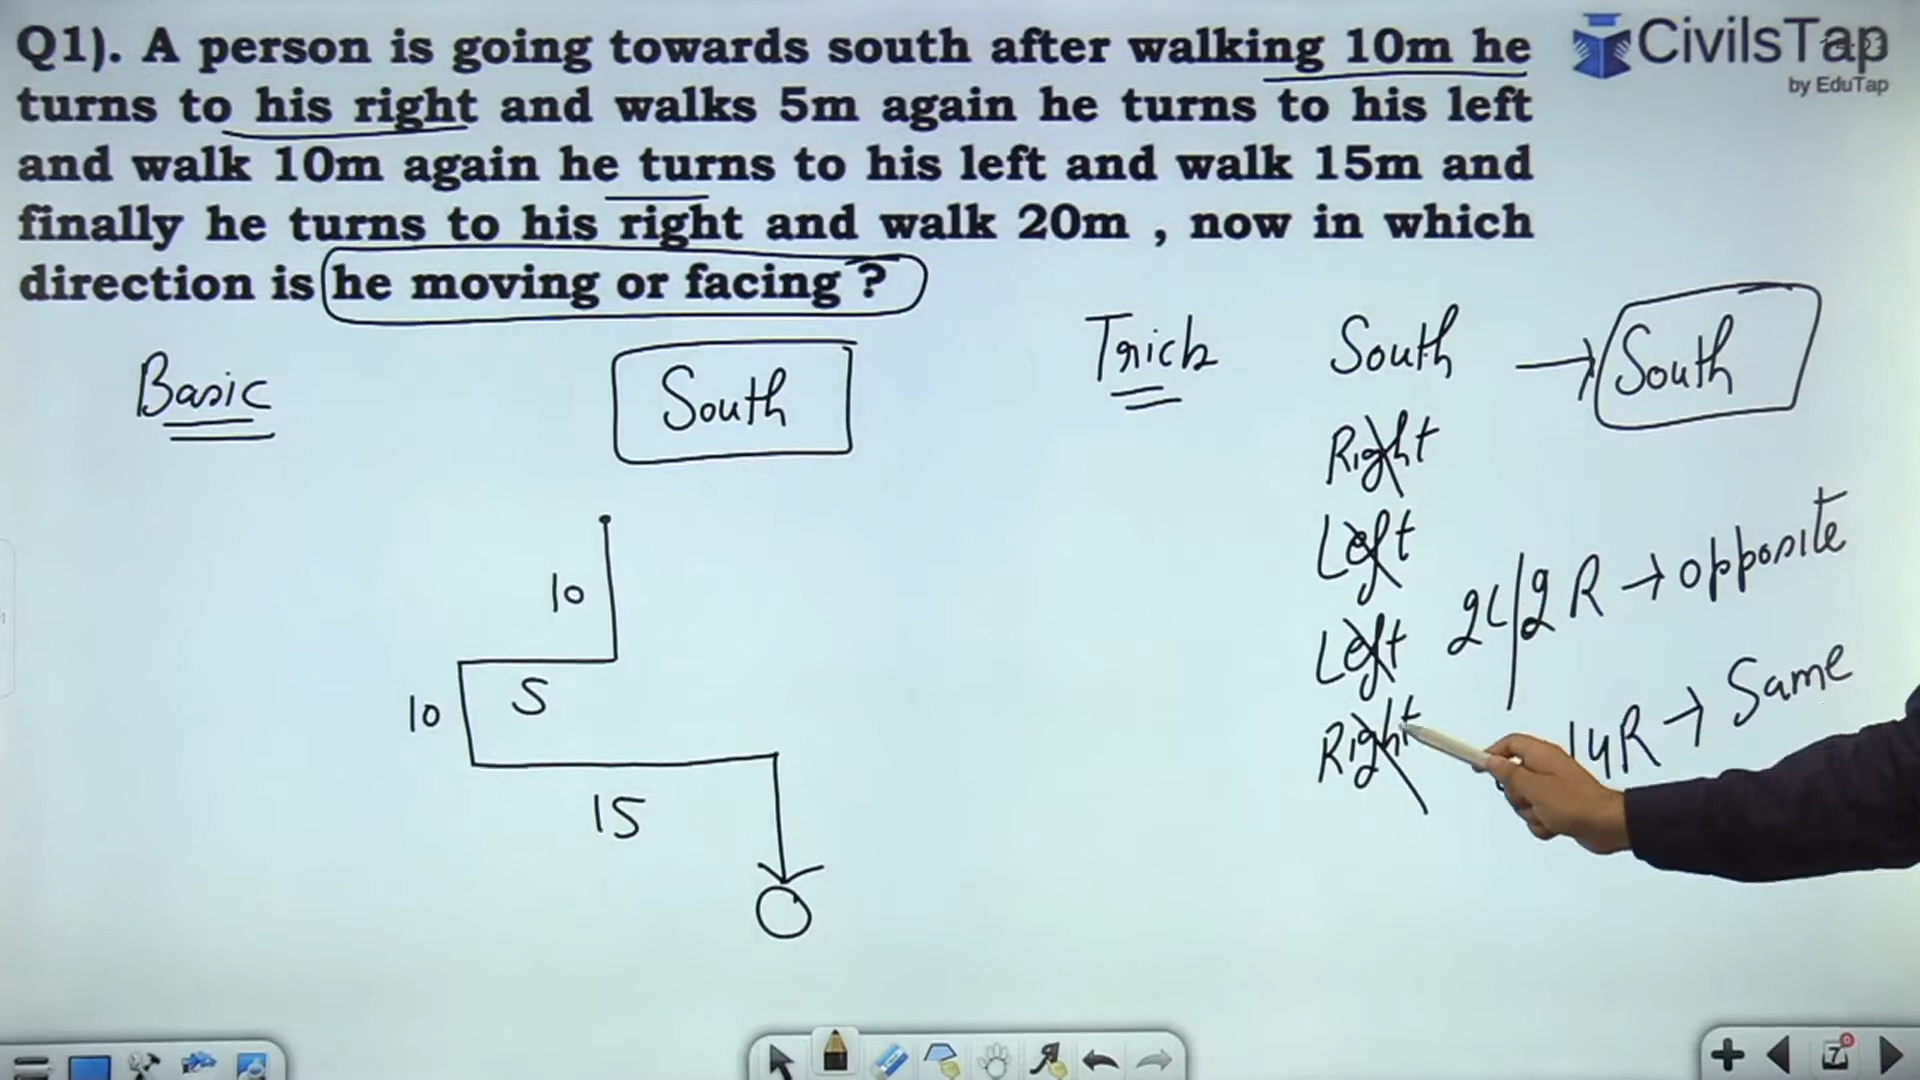 Q1). A person is going towards south after walking 10m he
turns to his right and walks 5m again he turns to his left
and walk 10m again he turns to his left and walk 15m and
finally he turns to his right and walk 20m , now in which
direction is he moving or facing ?
CivilsTap
by EduTap
Basic
South
Trick
South → South
Right
Left
Left
2L/2R → opposite
Right
4R → Same
10
5
10
15
7